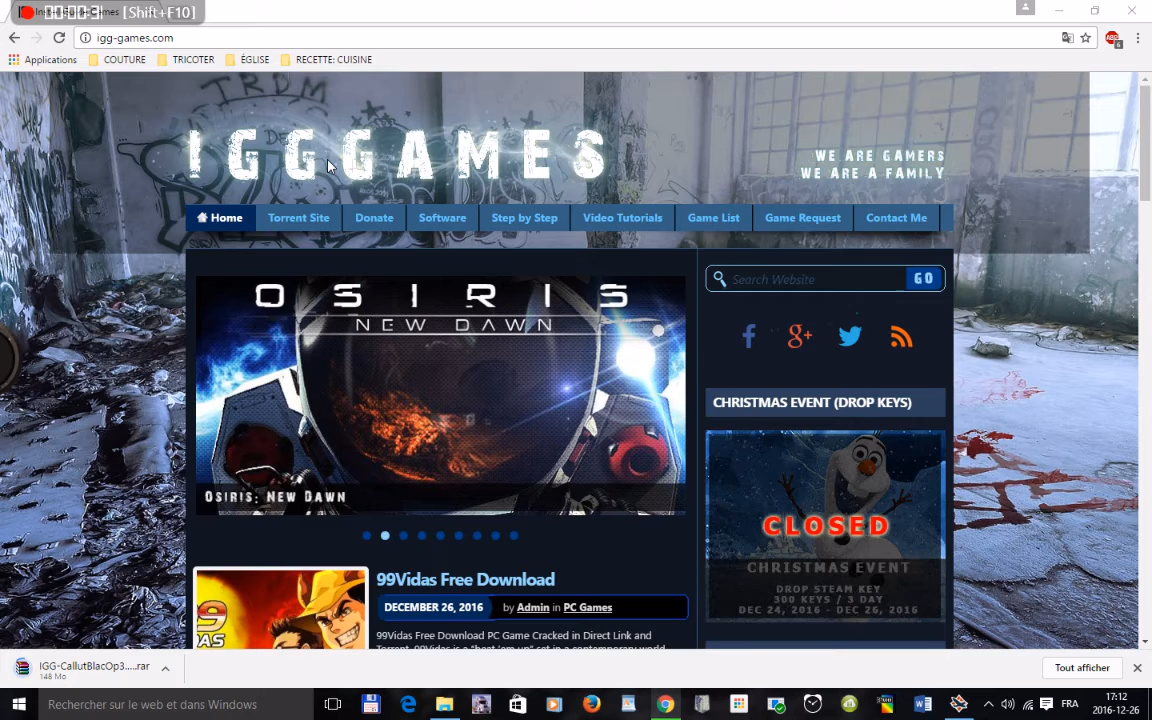 [Shift+F10]
igg-games.com
Applications COUTURE TRICOTER ÉGLISE RECETTE: CUISINE
IGGGAMES
WE ARE GAMERS
WE ARE A FAMILY
Home Torrent Site Donate Software Step by Step Video Tutorials Game List Game Request Contact Me
Search Website GO
OSIRIS
NEW DAWN
Osiris: New Dawn
CHRISTMAS EVENT (DROP KEYS)
CLOSED
CHRISTMAS EVENT
DROP STEAM KEY
300 KEYS / 3 DAY
DEC 24, 2016 - DEC 26, 2016
99Vidas Free Download
DECEMBER 26, 2016 by Admin in PC Games
99Vidas Free Download PC Game Cracked in Direct Link and
IGG-CallutBlacOp3.....rar
148 Mo
Tout afficher
Rechercher sur le web et dans Windows
FRA
17:12
2016-12-26